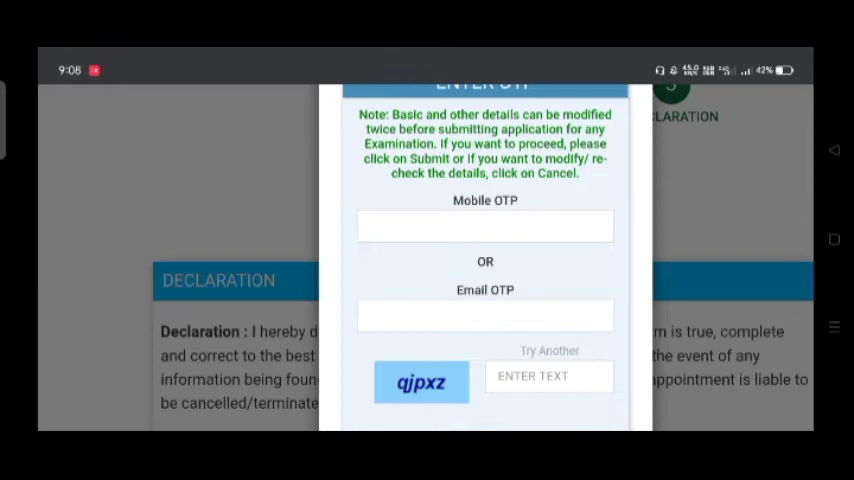 9:08
42%
ENTER OTP
LARATION
Note: Basic and other details can be modified
twice before submitting application for any
Examination. If you want to proceed, please
click on Submit or if you want to modify/ re-
check the details, click on Cancel.
Mobile OTP
OR
Email OTP
Try Another
qjpxz
ENTER TEXT
DECLARATION
Declaration : I hereby d
m is true, complete
and correct to the best
the event of any
information being foun
appointment is liable to
be cancelled/terminate